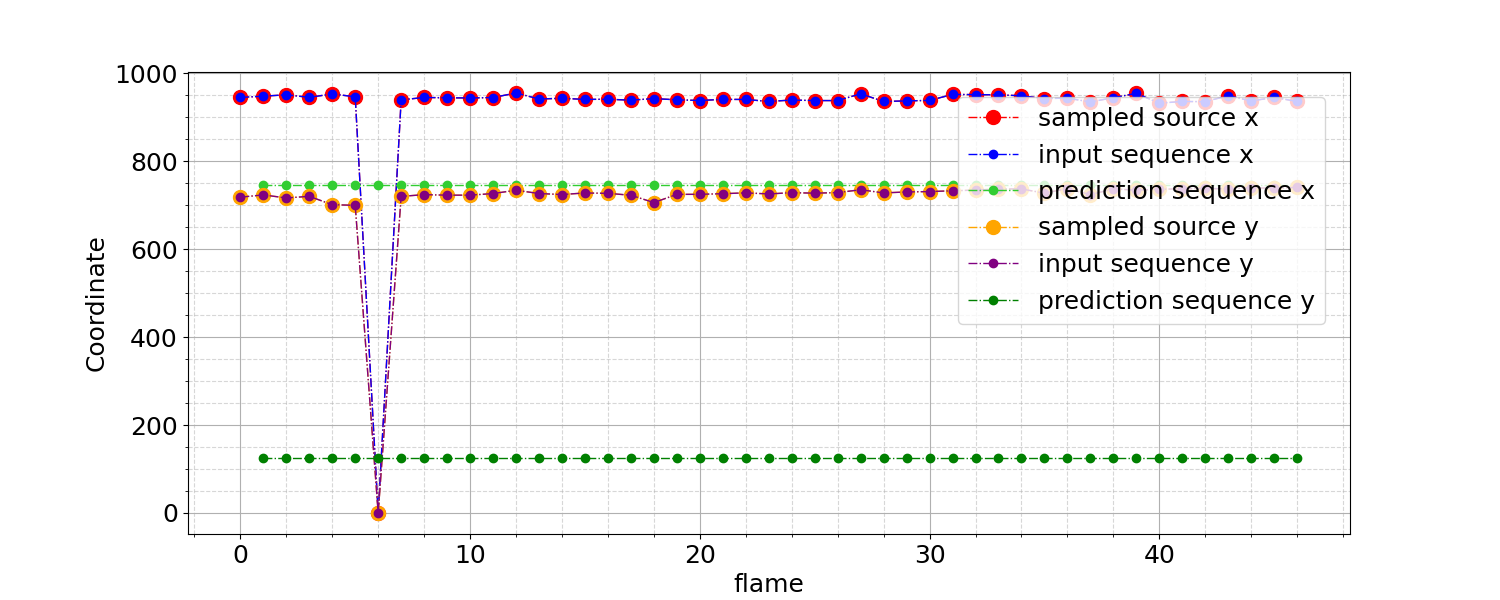 1000
800
600
400
200
0
Coordinate
0 10 20 30 40
flame
sampled source x
input sequence x
prediction sequence x
sampled source y
input sequence y
prediction sequence y